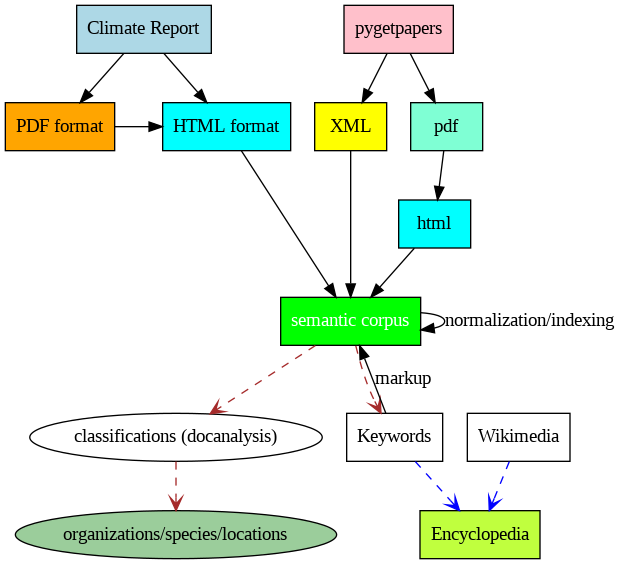 Climate Report
pygetpapers
PDF format
HTML format
XML
pdf
html
semantic corpus
normalization/indexing
markup
classifications (docanalysis)
Keywords
Wikimedia
organizations/species/locations
Encyclopedia